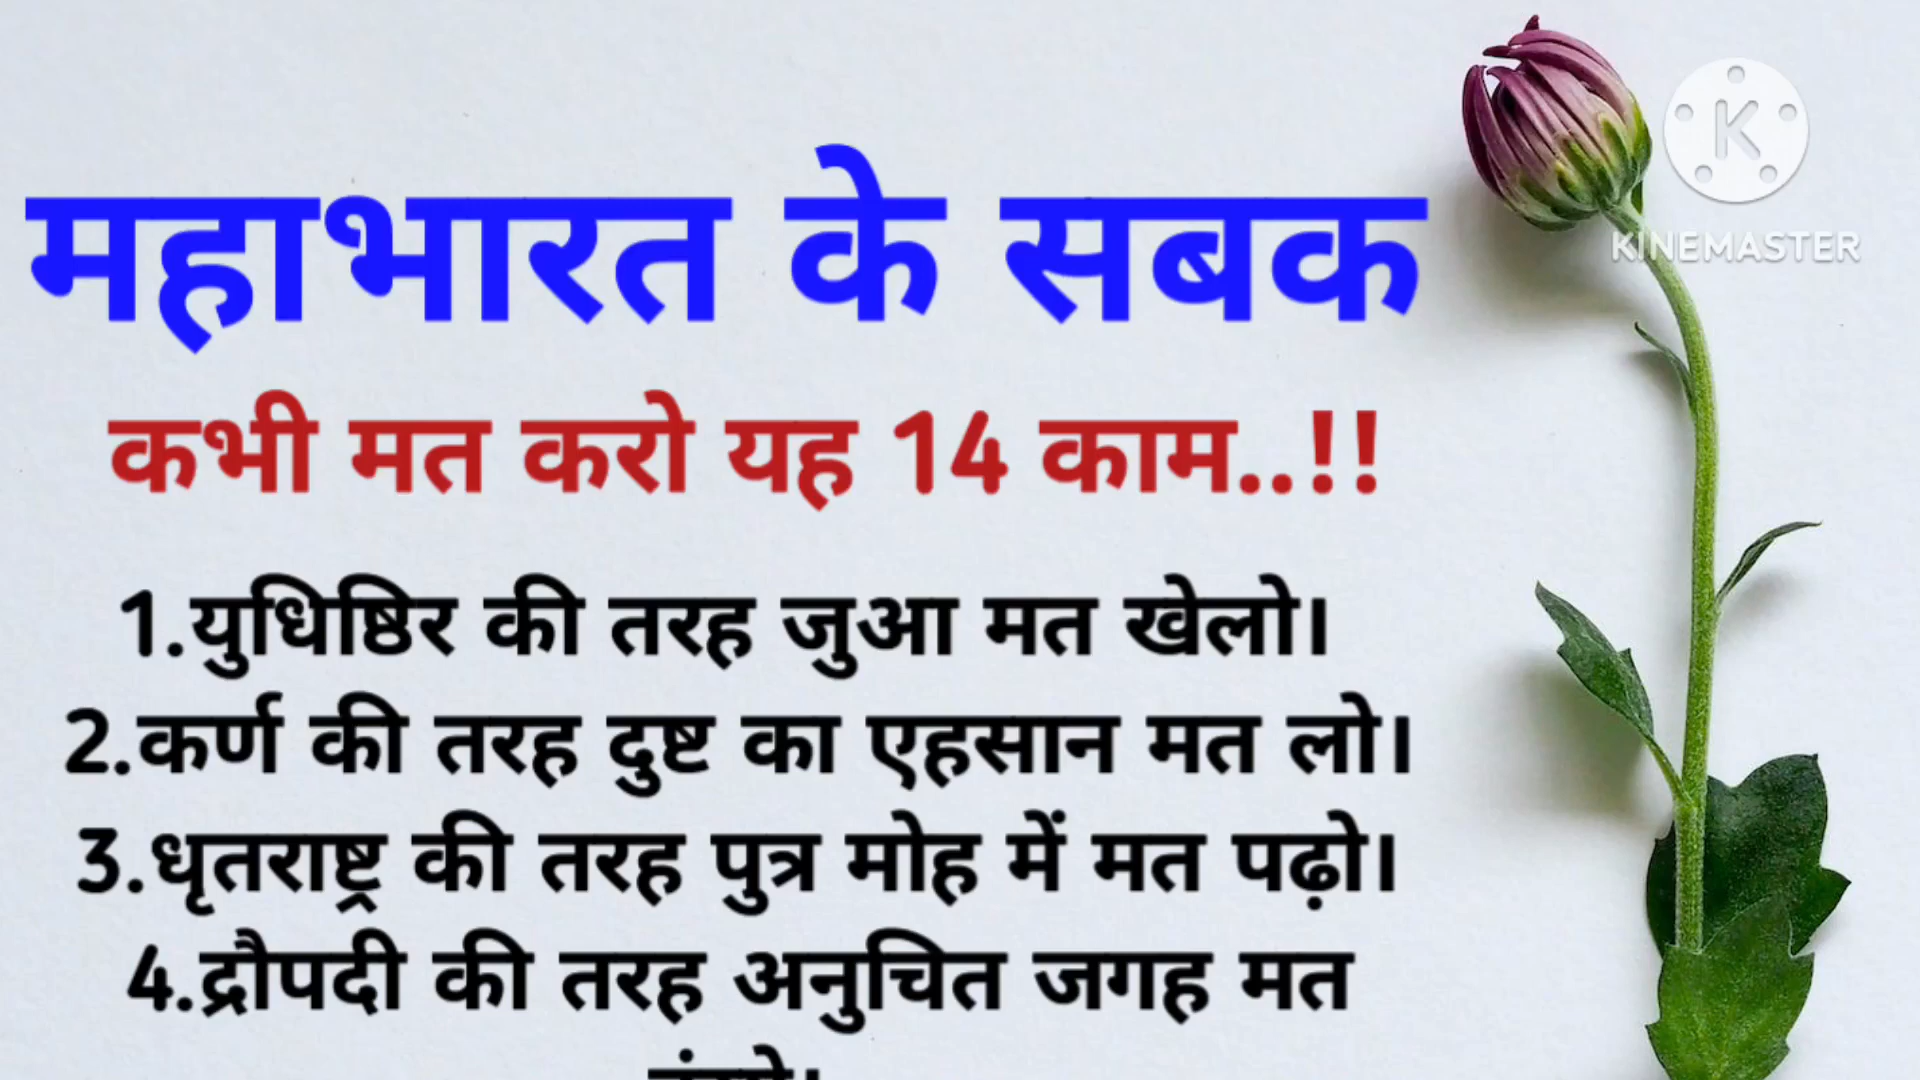 महाभारत के सबक
कभी मत करो यह 14 काम..!!
1.युधिष्ठिर की तरह जुआ मत खेलो।
2.कर्ण की तरह दुष्ट का एहसान मत लो।
3.धृतराष्ट्र की तरह पुत्र मोह में मत पढ़ो।
4.द्रौपदी की तरह अनुचित जगह मत
K
KINEMASTER